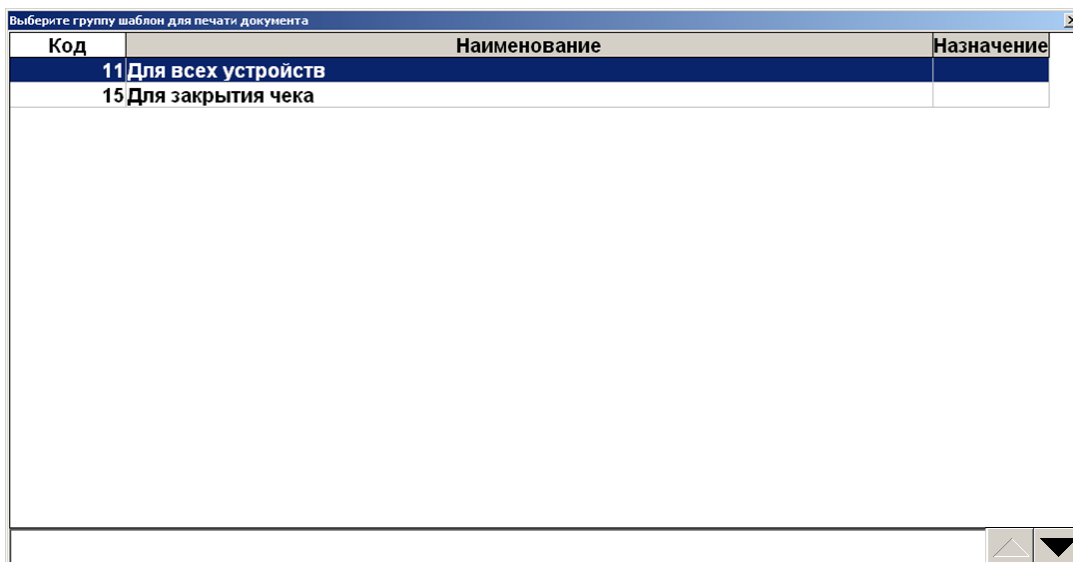 Выберите группу шаблон для печати документа
Код Наименование Назначение
11 Для всех устройств
15 Для закрытия чека